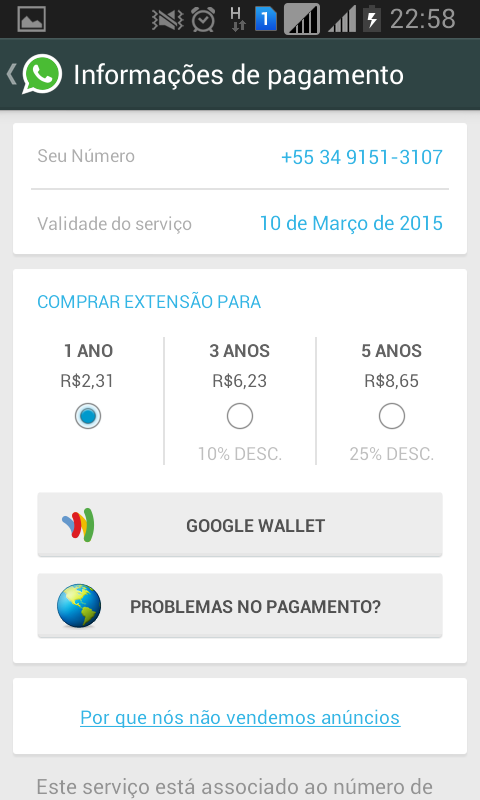 H 1 22:58
Informações de pagamento
Seu Número +55 34 9151-3107
Validade do serviço 10 de Março de 2015
COMPRAR EXTENSÃO PARA
1 ANO 3 ANOS 5 ANOS
R$2,31 R$6,23 R$8,65
10% DESC. 25% DESC.
GOOGLE WALLET
PROBLEMAS NO PAGAMENTO?
Por que nós não vendemos anúncios
Este serviço está associado ao número de